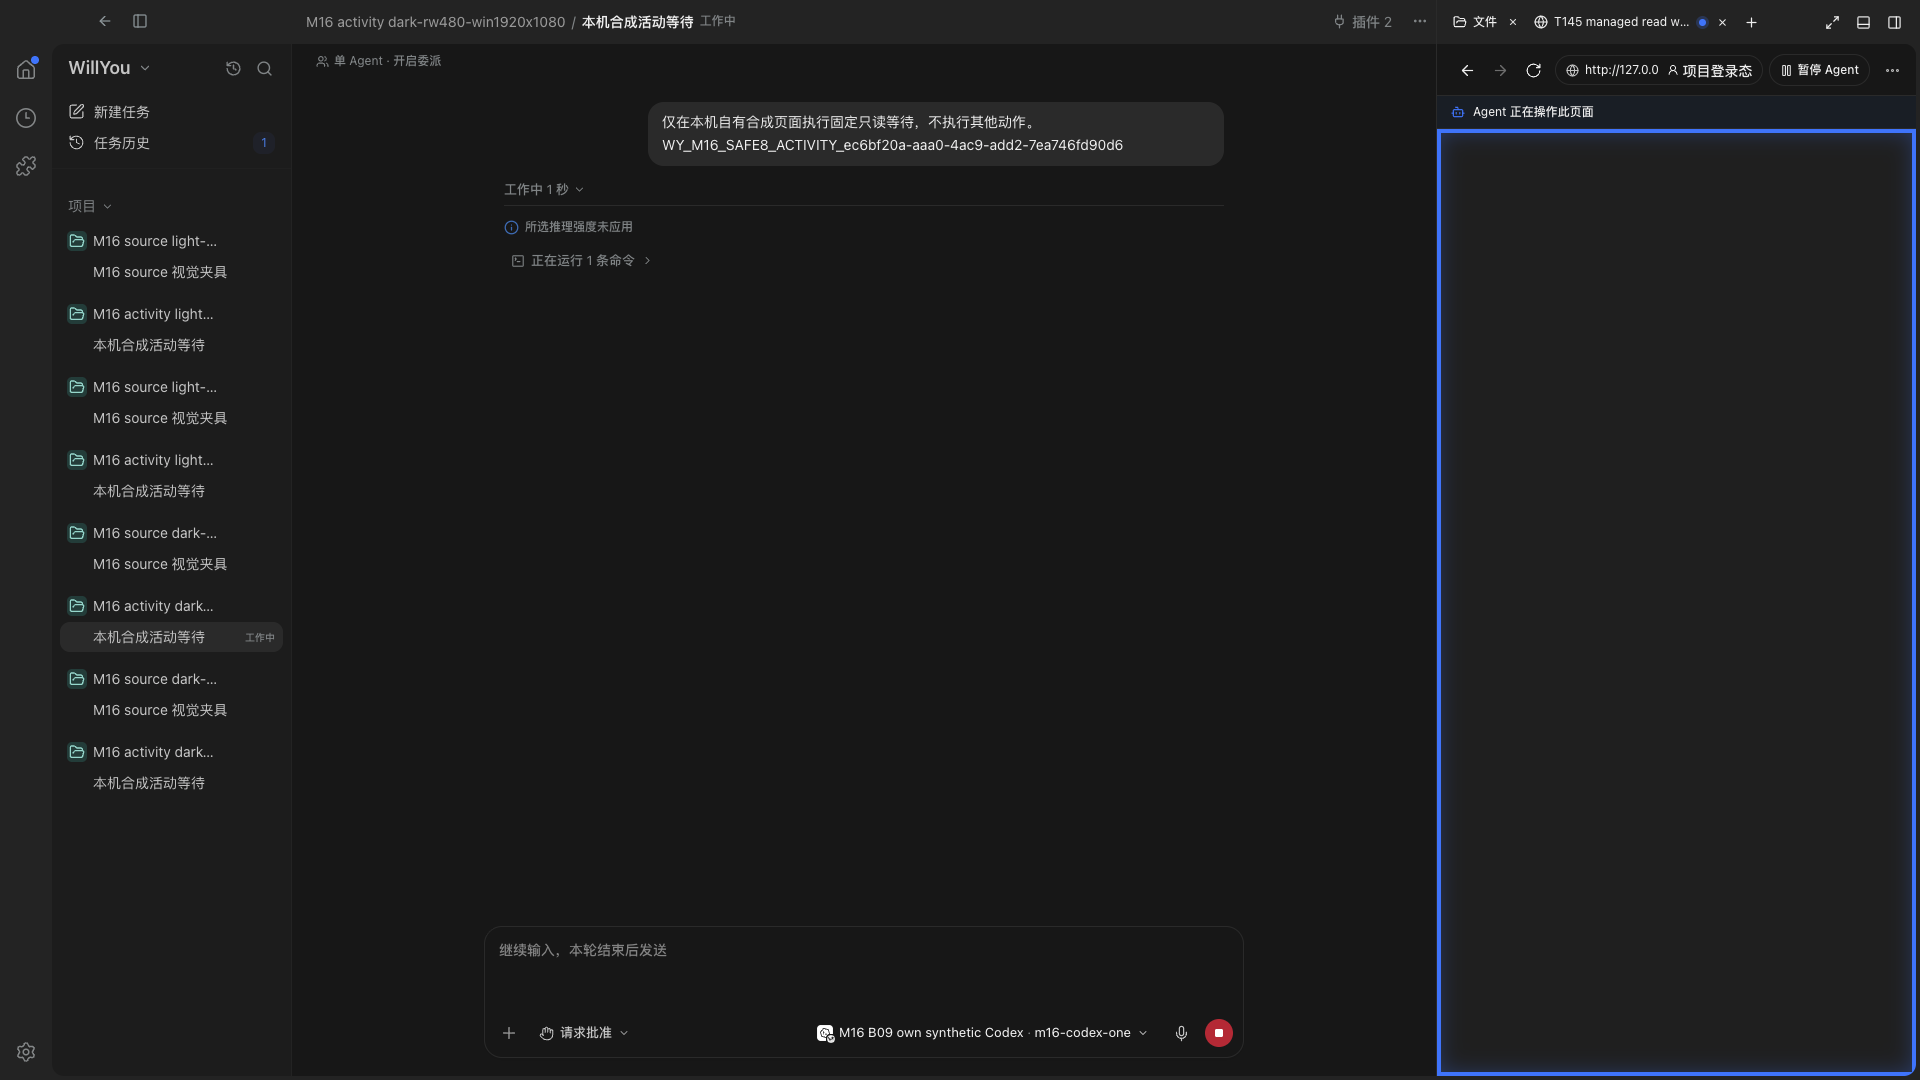 M16 activity dark-rw480-win1920x1080 / 本机合成活动等待 工作中
插件 2
文件
T145 managed read w...
WillYou
新建任务
任务历史 1
项目
M16 source light-...
M16 source 视觉夹具
M16 activity light...
本机合成活动等待
M16 source light-...
M16 source 视觉夹具
M16 activity light...
本机合成活动等待
M16 source dark-...
M16 source 视觉夹具
M16 activity dark...
本机合成活动等待 工作中
M16 source dark-...
M16 source 视觉夹具
M16 activity dark...
本机合成活动等待
单 Agent · 开启委派
仅在本机自有合成页面执行固定只读等待，不执行其他动作。
WY_M16_SAFE8_ACTIVITY_ec6bf20a-aaa0-4ac9-add2-7ea746fd90d6
工作中 1 秒
所选推理强度未应用
正在运行 1 条命令
继续输入，本轮结束后发送
请求批准
M16 B09 own synthetic Codex · m16-codex-one
http://127.0.0
项目登录态
暂停 Agent
Agent 正在操作此页面